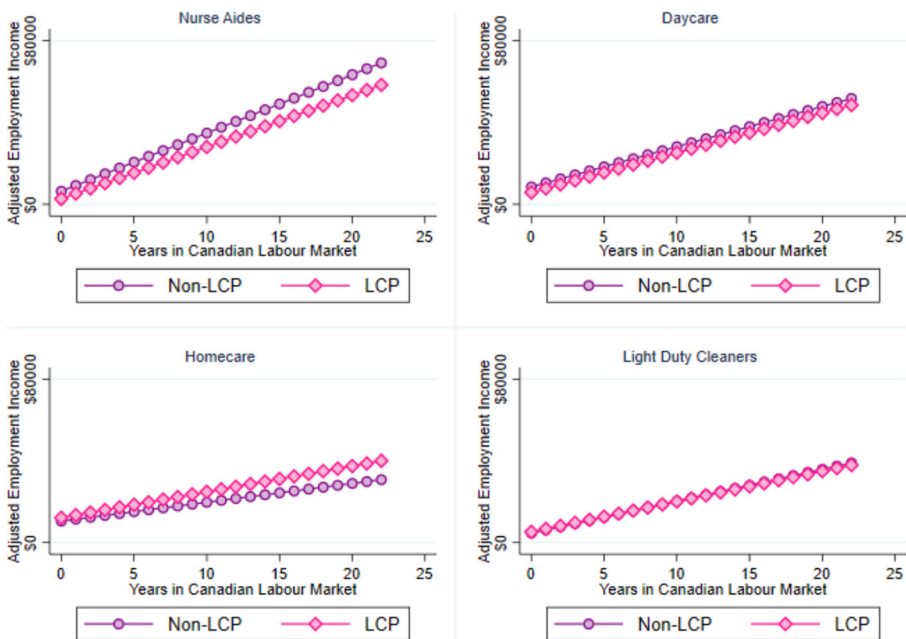 Nurse Aides
Adjusted Employment Income
$80000
$0
0 5 10 15 20 25
Years in Canadian Labour Market
Non-LCP LCP
Daycare
Adjusted Employment Income
$80000
$0
0 5 10 15 20 25
Years in Canadian Labour Market
Non-LCP LCP
Homecare
Adjusted Employment Income
$80000
$0
0 5 10 15 20 25
Years in Canadian Labour Market
Non-LCP LCP
Light Duty Cleaners
Adjusted Employment Income
$80000
$0
0 5 10 15 20 25
Years in Canadian Labour Market
Non-LCP LCP